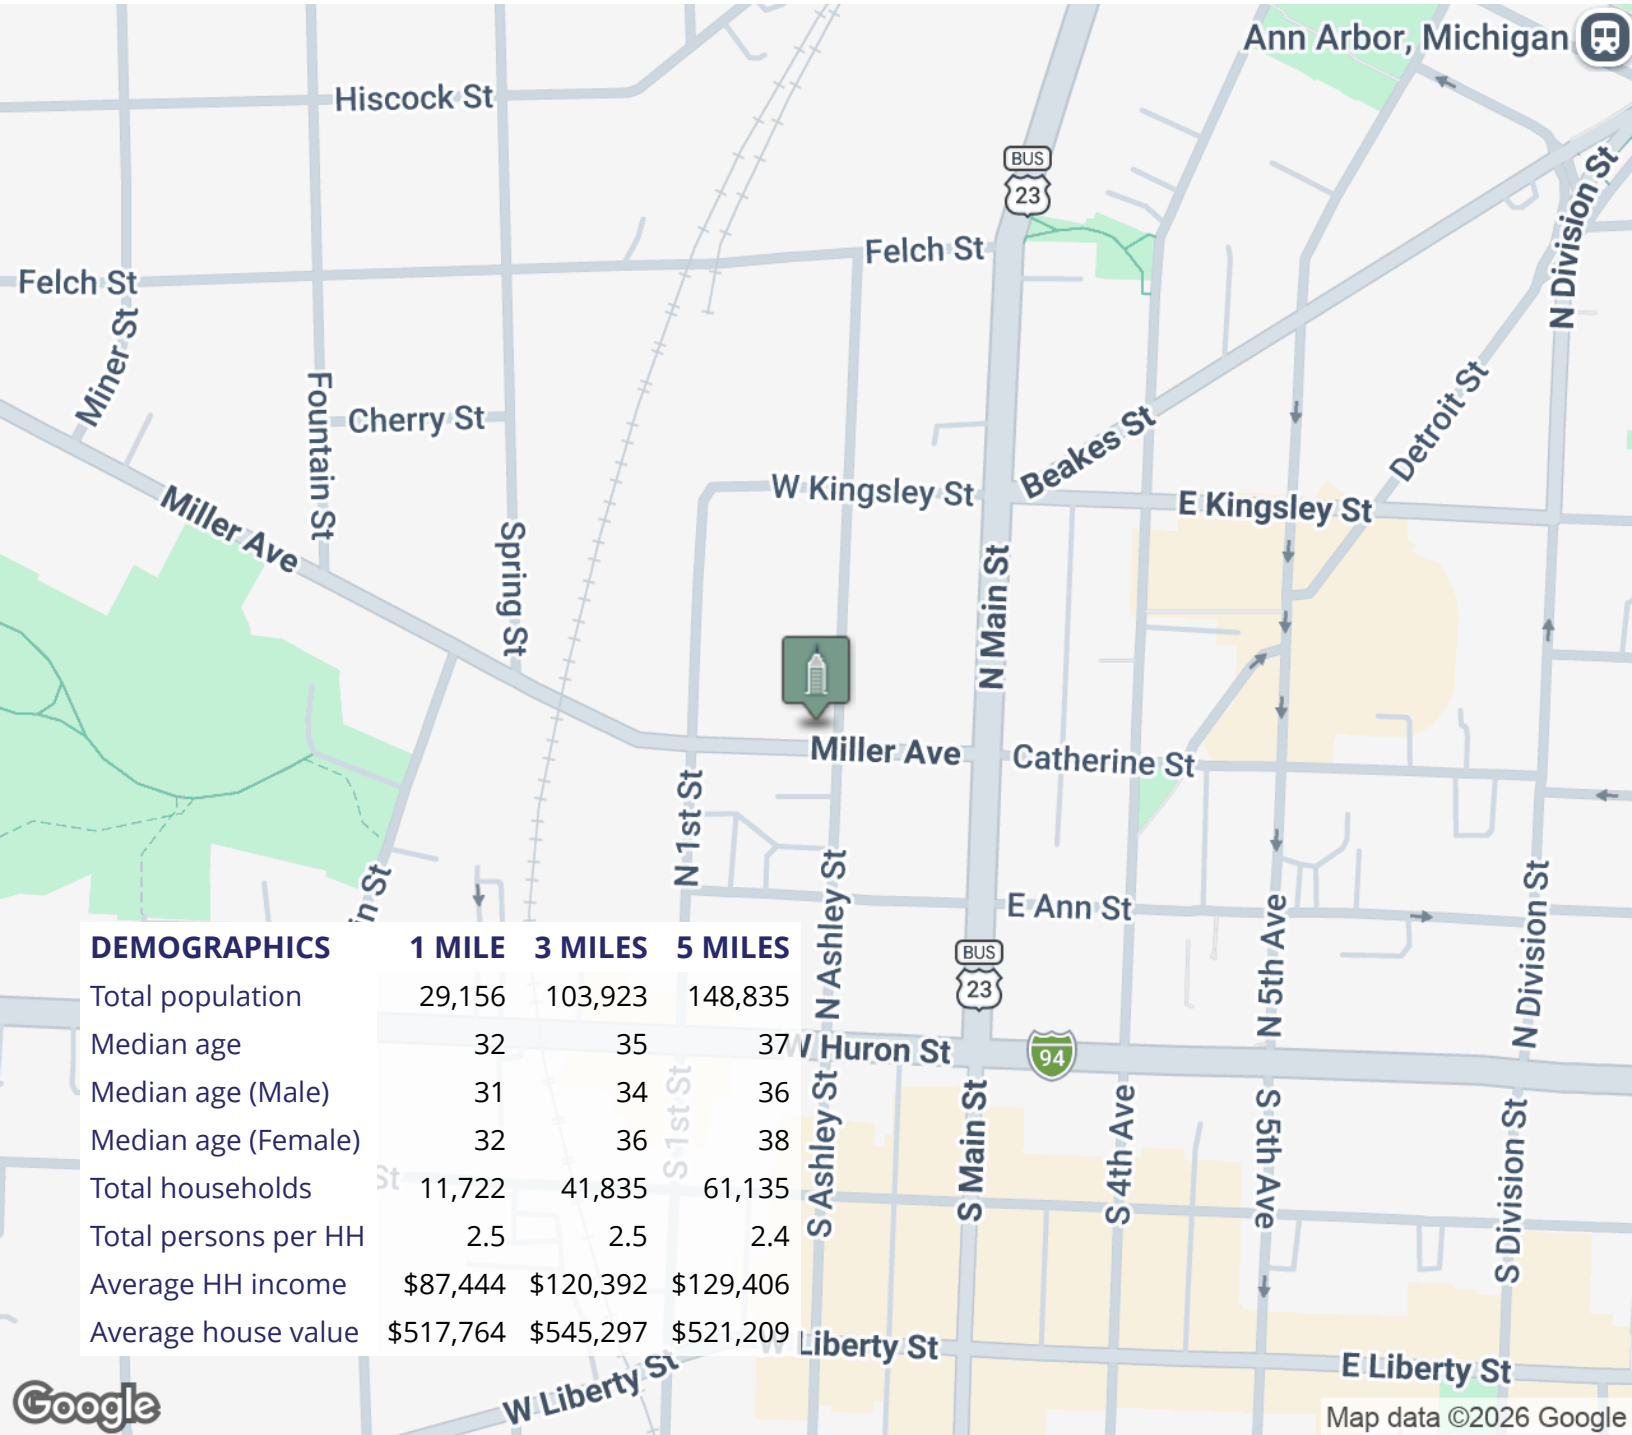 Ann Arbor, Michigan
Hiscock St
BUS
23
N Division St
Felch St
Felch St
Miner St
Fountain St
Cherry St
Detroit St
Beakes St
W Kingsley St
E Kingsley St
Miller Ave
Spring St
N Main St
Miller Ave
Catherine St
N 1st St
N Ashley St
E Ann St
in St
N 5th Ave
N Division St
BUS
23
DEMOGRAPHICS 1 MILE 3 MILES 5 MILES
Total population 29,156 103,923 148,835
Median age 32 35 37
Median age (Male) 31 34 36
Median age (Female) 32 36 38
Total households 11,722 41,835 61,135
Total persons per HH 2.5 2.5 2.4
Average HH income $87,444 $120,392 $129,406
Average house value $517,764 $545,297 $521,209
W Huron St
94
S 1st St
St
S Ashley St
S Main St
S 4th Ave
S 5th Ave
S Division St
W Liberty St
W Liberty St
E Liberty St
Google
Map data ©2026 Google